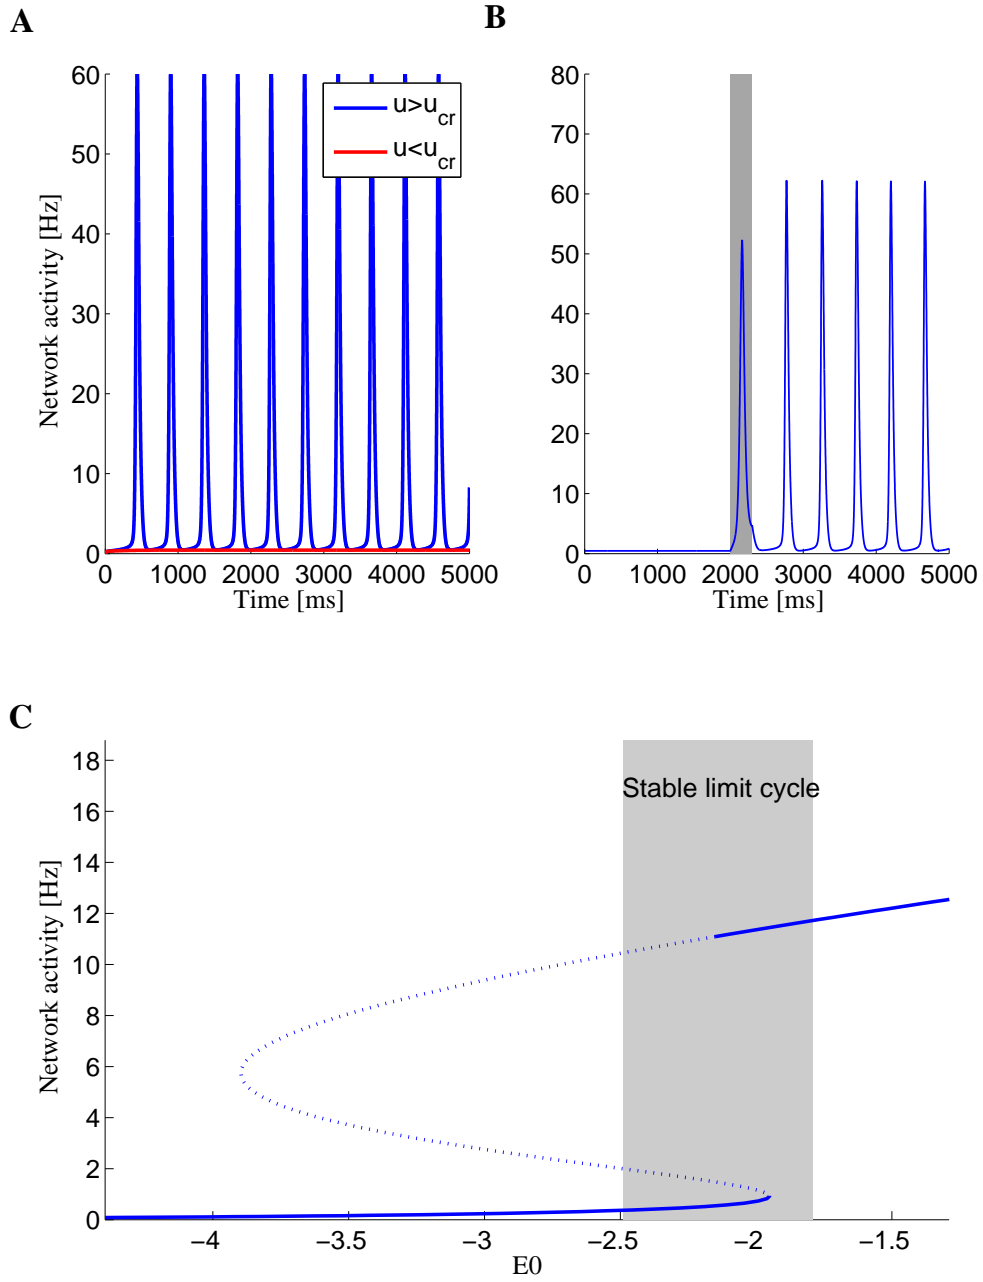 A
60
50
40
30
20
10
0
Network activity [Hz]
u>u_cr
u<u_cr
0 1000 2000 3000 4000 5000
Time [ms]
B
80
70
60
50
40
30
20
10
0
0 1000 2000 3000 4000 5000
Time [ms]
C
18
16
14
12
10
8
6
4
2
0
Network activity [Hz]
Stable limit cycle
−4 −3.5 −3 −2.5 −2 −1.5
E0